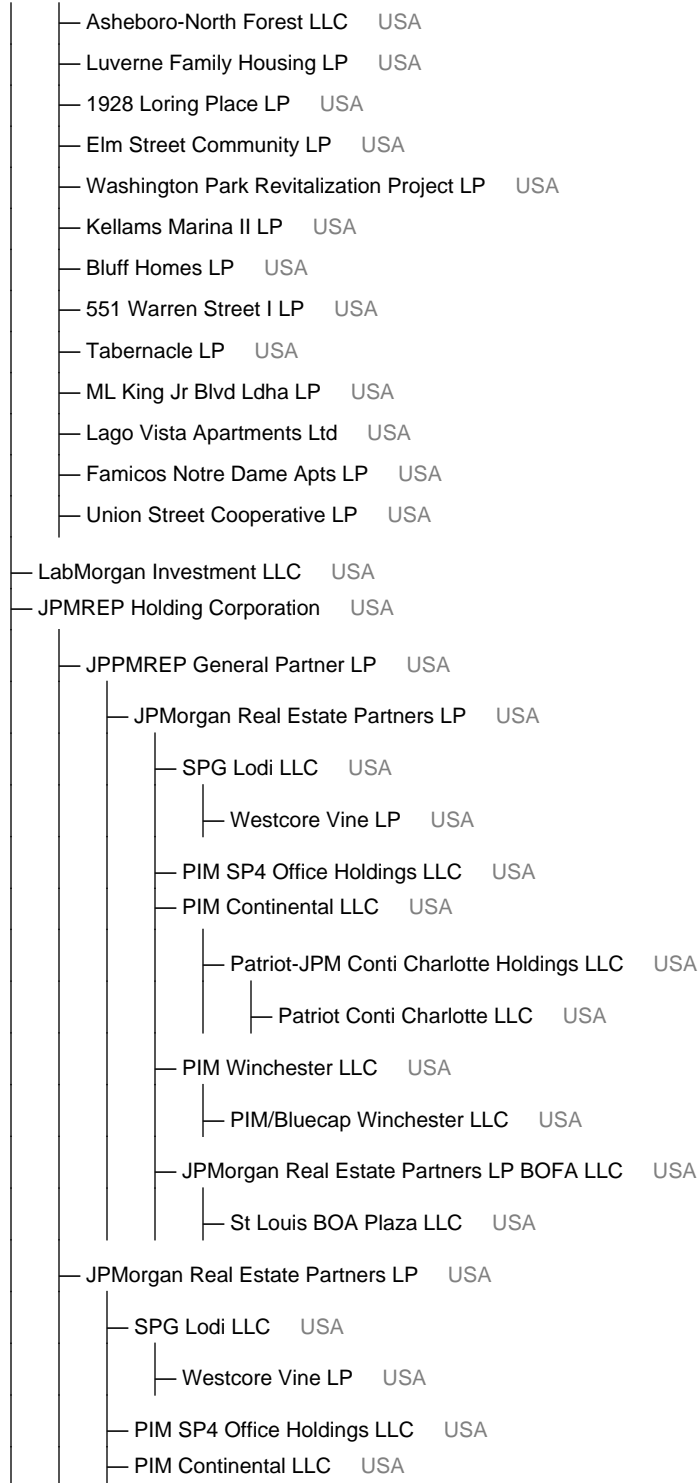 Asheboro-North Forest LLC USA
Luverne Family Housing LP USA
1928 Loring Place LP USA
Elm Street Community LP USA
Washington Park Revitalization Project LP USA
Kellams Marina II LP USA
Bluff Homes LP USA
551 Warren Street I LP USA
Tabernacle LP USA
ML King Jr Blvd Ldha LP USA
Lago Vista Apartments Ltd USA
Famicos Notre Dame Apts LP USA
Union Street Cooperative LP USA
LabMorgan Investment LLC USA
JPMREP Holding Corporation USA
JPPMREP General Partner LP USA
JPMorgan Real Estate Partners LP USA
SPG Lodi LLC USA
Westcore Vine LP USA
PIM SP4 Office Holdings LLC USA
PIM Continental LLC USA
Patriot-JPM Conti Charlotte Holdings LLC USA
Patriot Conti Charlotte LLC USA
PIM Winchester LLC USA
PIM/Bluecap Winchester LLC USA
JPMorgan Real Estate Partners LP BOFA LLC USA
St Louis BOA Plaza LLC USA
JPMorgan Real Estate Partners LP USA
SPG Lodi LLC USA
Westcore Vine LP USA
PIM SP4 Office Holdings LLC USA
PIM Continental LLC USA